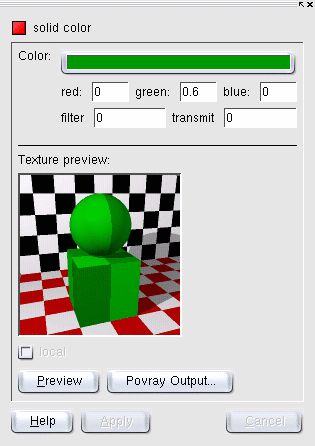 solid color
Color:
red: 0 green: 0.6 blue: 0
filter 0 transmit 0
Texture preview:
local
Preview Povray Output...
Help Apply Cancel